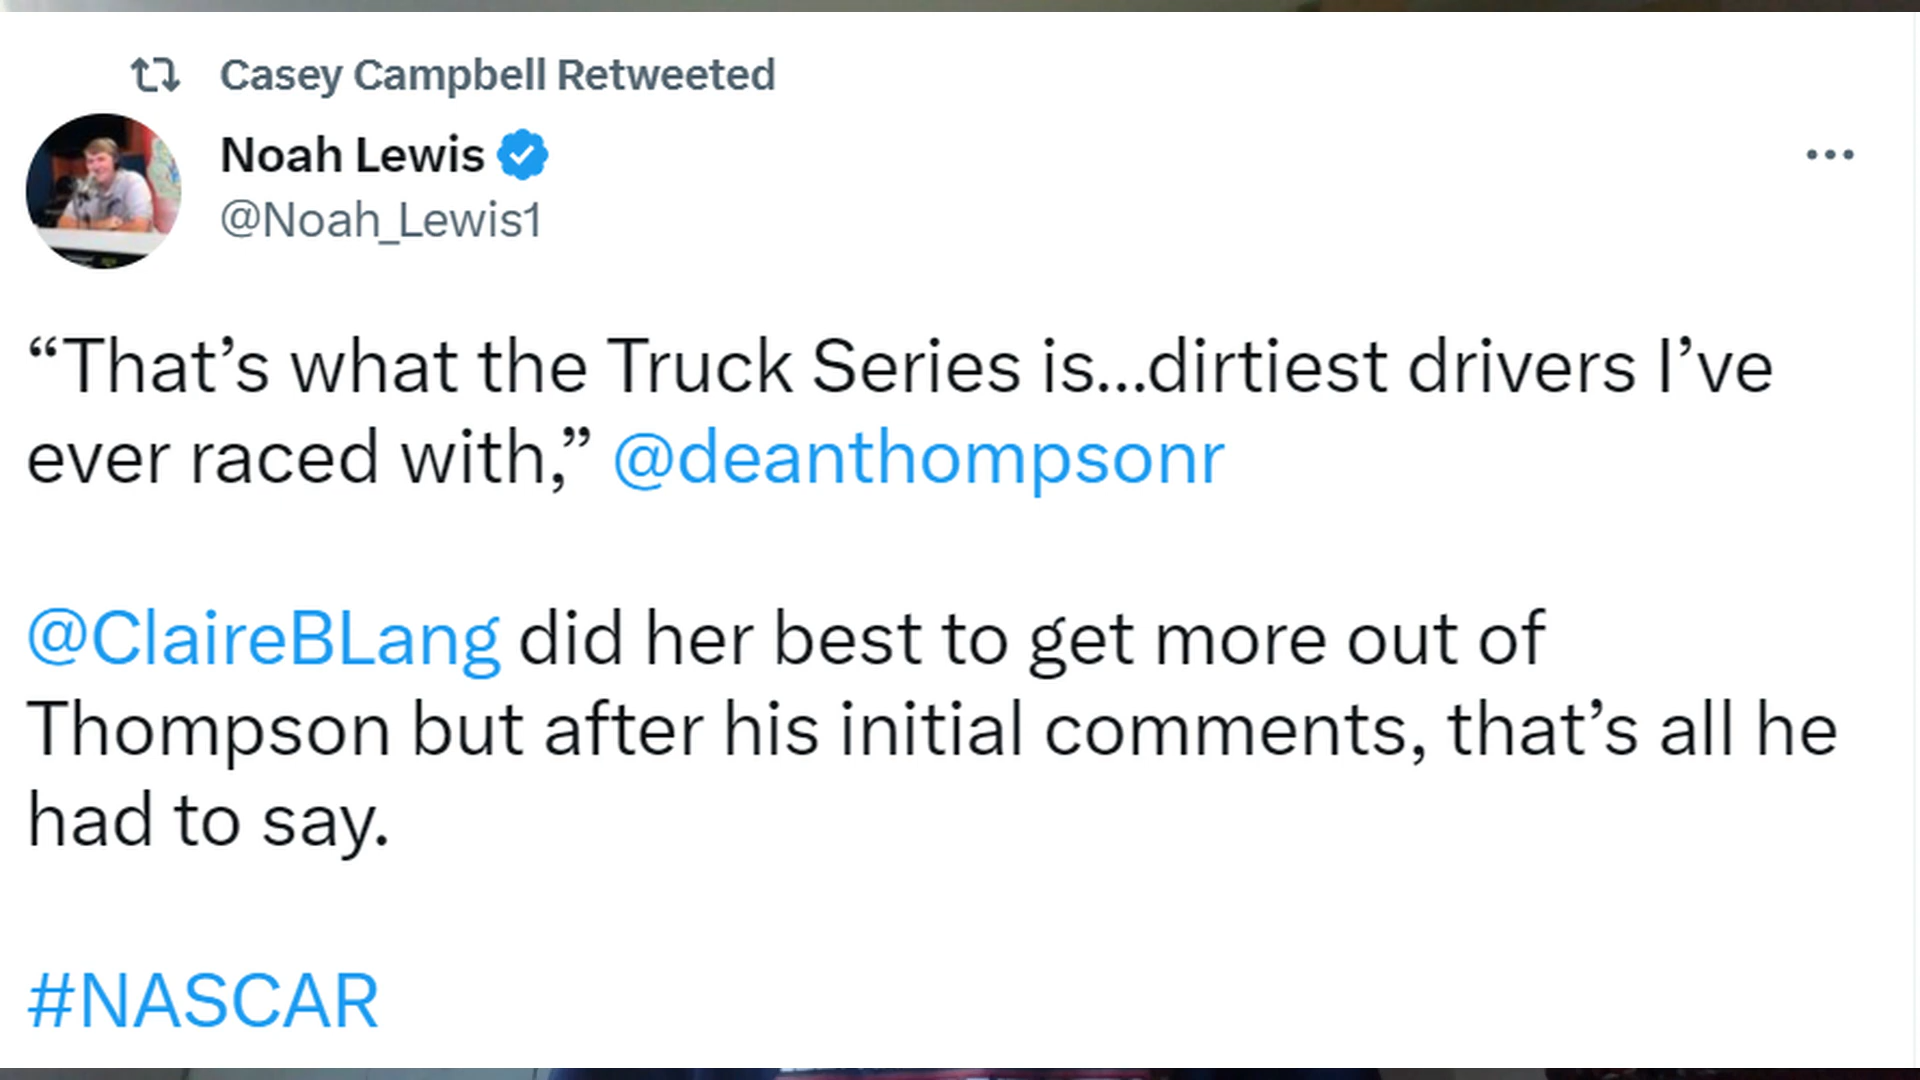 Casey Campbell Retweeted
Noah Lewis
@Noah_Lewis1
“That’s what the Truck Series is...dirtiest drivers I’ve
ever raced with,” @deanthompsonr
@ClaireBLang did her best to get more out of
Thompson but after his initial comments, that’s all he
had to say.
#NASCAR